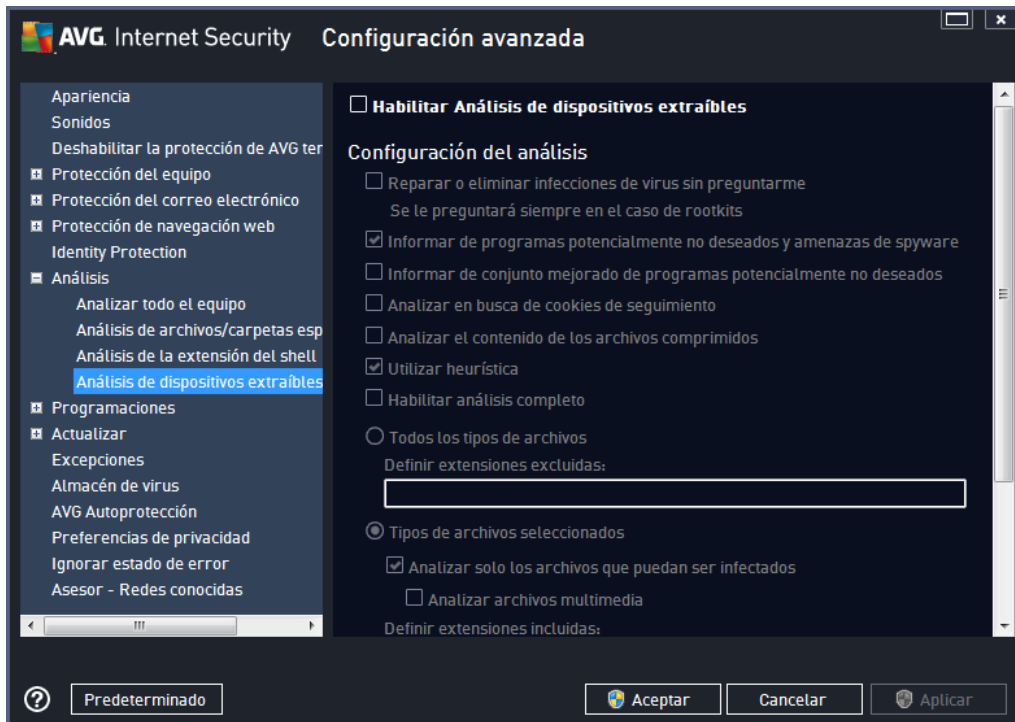 AVG. Internet Security Configuración avanzada
Apariencia
Sonidos
Deshabilitar la protección de AVG ter
Protección del equipo
Protección del correo electrónico
Protección de navegación web
Identity Protection
Análisis
Analizar todo el equipo
Análisis de archivos/carpetas esp
Análisis de la extensión del shell
Análisis de dispositivos extraíbles
Programaciones
Actualizar
Excepciones
Almacén de virus
AVG Autoprotección
Preferencias de privacidad
Ignorar estado de error
Asesor - Redes conocidas
Habilitar Análisis de dispositivos extraíbles
Configuración del análisis
Reparar o eliminar infecciones de virus sin preguntarme
Se le preguntará siempre en el caso de rootkits
Informar de programas potencialmente no deseados y amenazas de spyware
Informar de conjunto mejorado de programas potencialmente no deseados
Analizar en busca de cookies de seguimiento
Analizar el contenido de los archivos comprimidos
Utilizar heurística
Habilitar análisis completo
Todos los tipos de archivos
Definir extensiones excluidas:
Tipos de archivos seleccionados
Analizar solo los archivos que puedan ser infectados
Analizar archivos multimedia
Definir extensiones incluidas:
? Predeterminado Aceptar Cancelar Aplicar